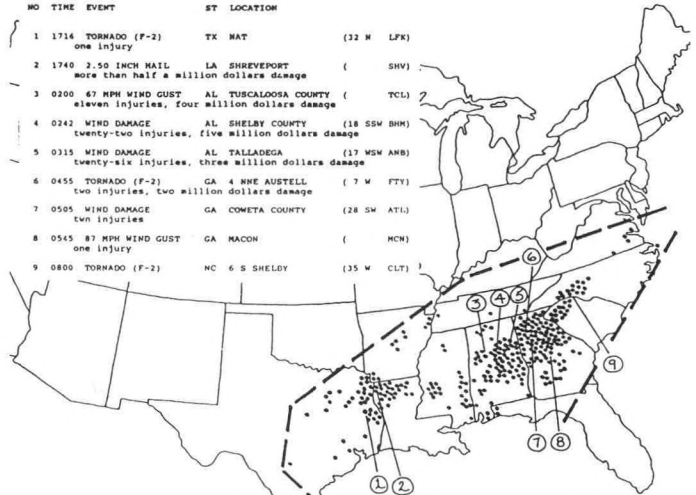 NO TIME EVENT ST LOCATION
1 1716 TORNADO (F-2) TX NAT (32 N LFK)
one injury
2 1740 2.50 INCH HAIL LA SHREVEPORT ( SHV)
more than half a million dollars damage
3 0200 67 MPH WIND GUST AL TUSCALOOSA COUNTY ( TCL)
eleven injuries, four million dollars damage
4 0242 WIND DAMAGE AL SHELBY COUNTY (18 SSW BHM)
twenty-two injuries, five million dollars damage
5 0315 WIND DAMAGE AL TALLADEGA (17 WSW ANB)
twenty-six injuries, three million dollars damage
6 0455 TORNADO (F-2) GA 4 NNE AUSTELL ( 7 W FTY)
two injuries, two million dollars damage
7 0505 WIND DAMAGE GA COWETA COUNTY (28 SW ATL)
two injuries
8 0545 87 MPH WIND GUST GA MACON ( MCN)
one injury
9 0800 TORNADO (F-2) NC 6 S SHELBY (35 W CLT)
6
3 4 5
9
7 8
1 2